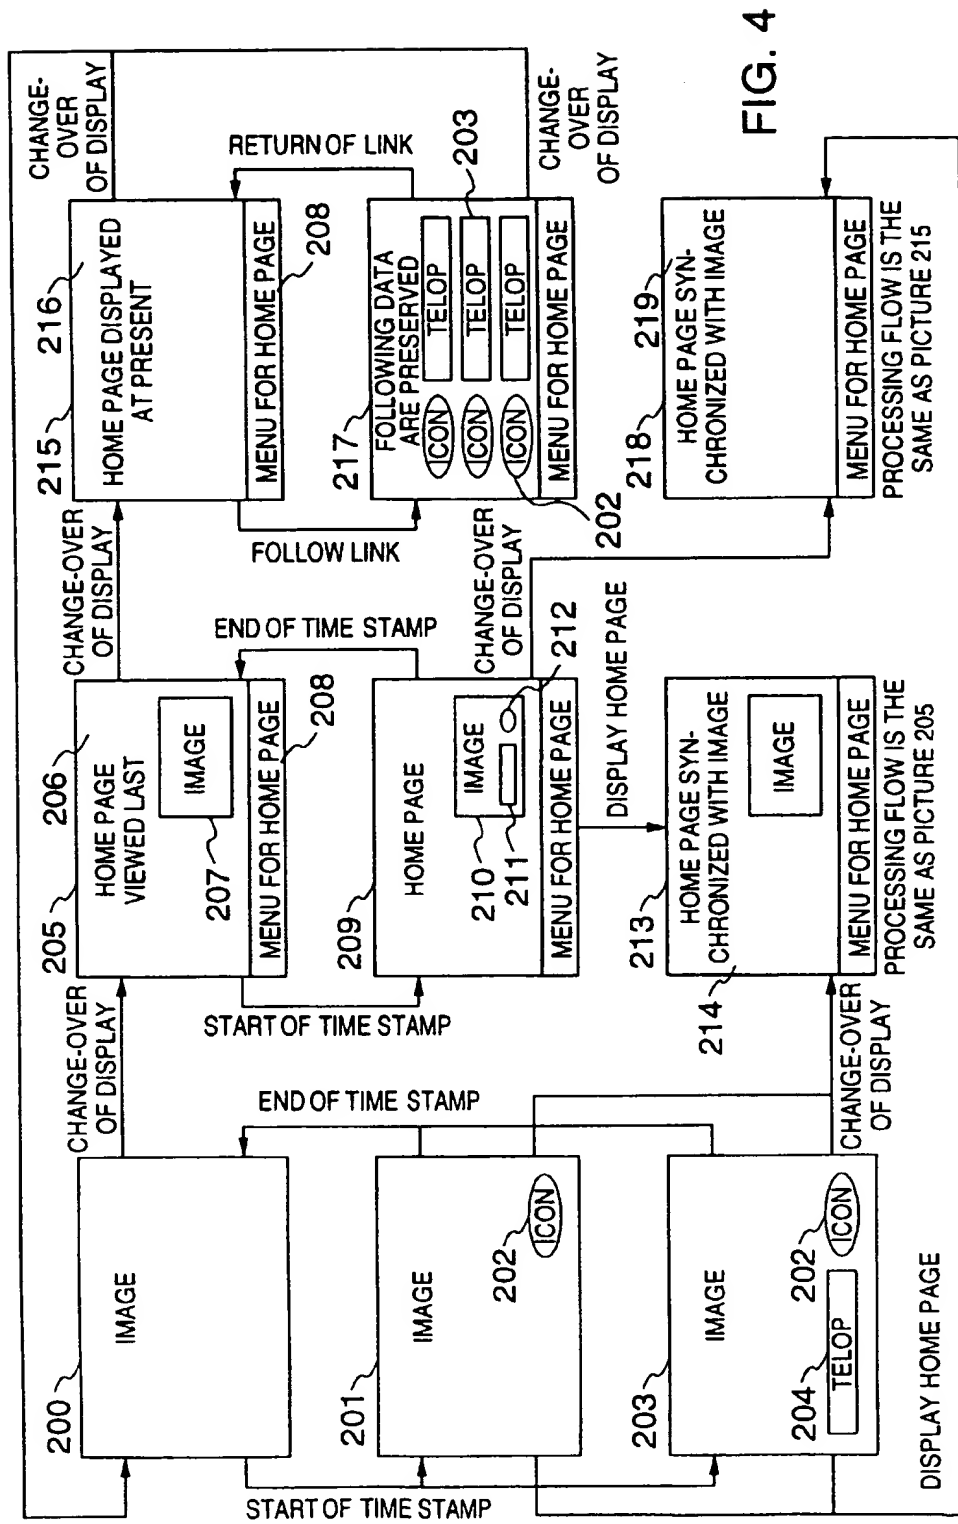 FIG. 4
200
IMAGE
START OF TIME STAMP
END OF TIME STAMP
201
IMAGE
202
ICON
203
IMAGE
204
TELOP
202
ICON
DISPLAY HOME PAGE
CHANGE-OVER
OF DISPLAY
CHANGE-OVER
OF DISPLAY
205
206
HOME PAGE
VIEWED LAST
207
IMAGE
MENU FOR HOME PAGE
208
START OF TIME STAMP
END OF TIME STAMP
209
HOME PAGE
210
IMAGE
211
212
MENU FOR HOME PAGE
DISPLAY HOME PAGE
213
HOME PAGE SYN-
CHRONIZED WITH IMAGE
214
IMAGE
MENU FOR HOME PAGE
PROCESSING FLOW IS THE
SAME AS PICTURE 205
CHANGE-OVER
OF DISPLAY
CHANGE-OVER
OF DISPLAY
215
216
HOME PAGE DISPLAYED
AT PRESENT
MENU FOR HOME PAGE
208
FOLLOW LINK
RETURN OF LINK
CHANGE-
OVER
OF DISPLAY
217
FOLLOWING DATA
ARE PRESERVED
ICON
TELOP
203
ICON
TELOP
ICON
TELOP
202
MENU FOR HOME PAGE
CHANGE-
OVER
OF DISPLAY
218
HOME PAGE SYN-
CHRONIZED WITH IMAGE
219
MENU FOR HOME PAGE
PROCESSING FLOW IS THE
SAME AS PICTURE 215